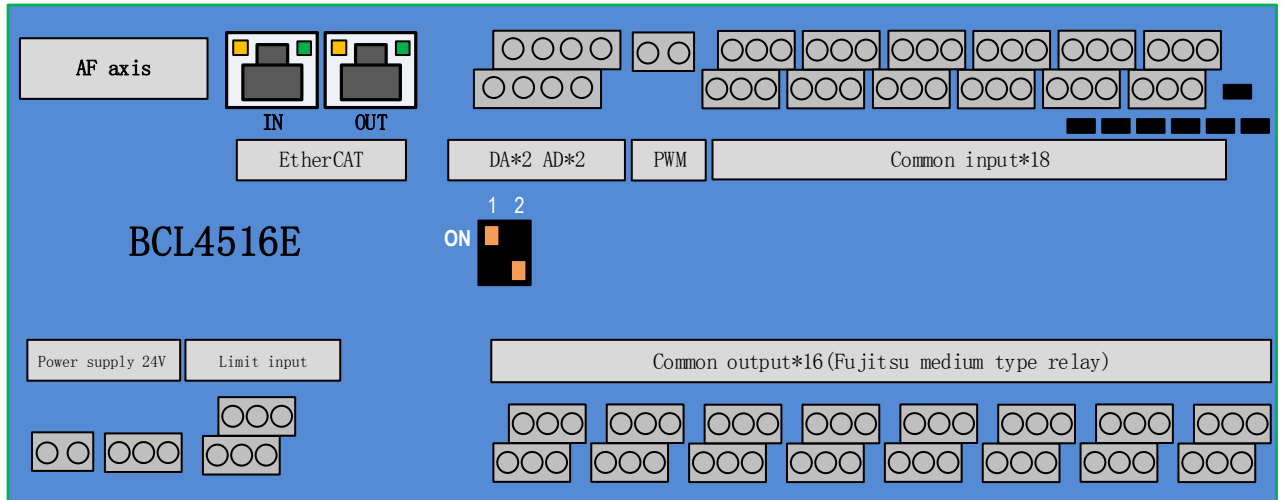 AF axis
IN OUT
EtherCAT
DA*2 AD*2
PWM
Common input*18
1 2
ON
BCL4516E
Power supply 24V
Limit input
Common output*16(Fujitsu medium type relay)